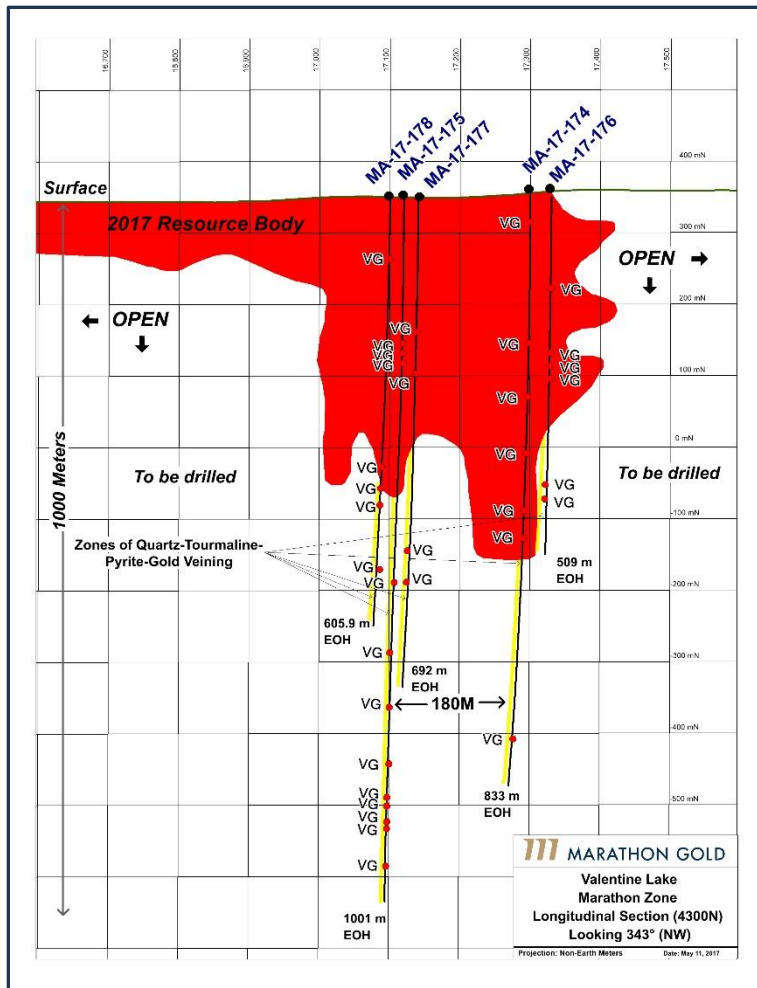 16,700
16,800
16,900
17,000
17,100
17,200
17,300
17,400
17,500
MA-17-178
MA-17-175
MA-17-177
MA-17-174
MA-17-176
400 mN
Surface
2017 Resource Body
300 mN
VG
VG
OPEN
VG
200 mN
OPEN
VG
VG
VG
VG
VG
VG
VG
VG
VG
100 mN
VG
VG
0 mN
VG
VG
To be drilled
To be drilled
VG
VG
VG
VG
-100 mN
VG
VG
VG
Zones of Quartz-Tourmaline-
Pyrite-Gold Veining
509 m
EOH
VG
VG
VG
-200 mN
605.9 m
EOH
VG
-300 mN
692 m
EOH
VG
180M
-400 mN
VG
VG
833 m
EOH
VG
VG
VG
VG
-500 mN
VG
1001 m
EOH
1000 Meters
MARATHON GOLD
Valentine Lake
Marathon Zone
Longitudinal Section (4300N)
Looking 343° (NW)
Projection: Non-Earth Meters
Date: May 11, 2017